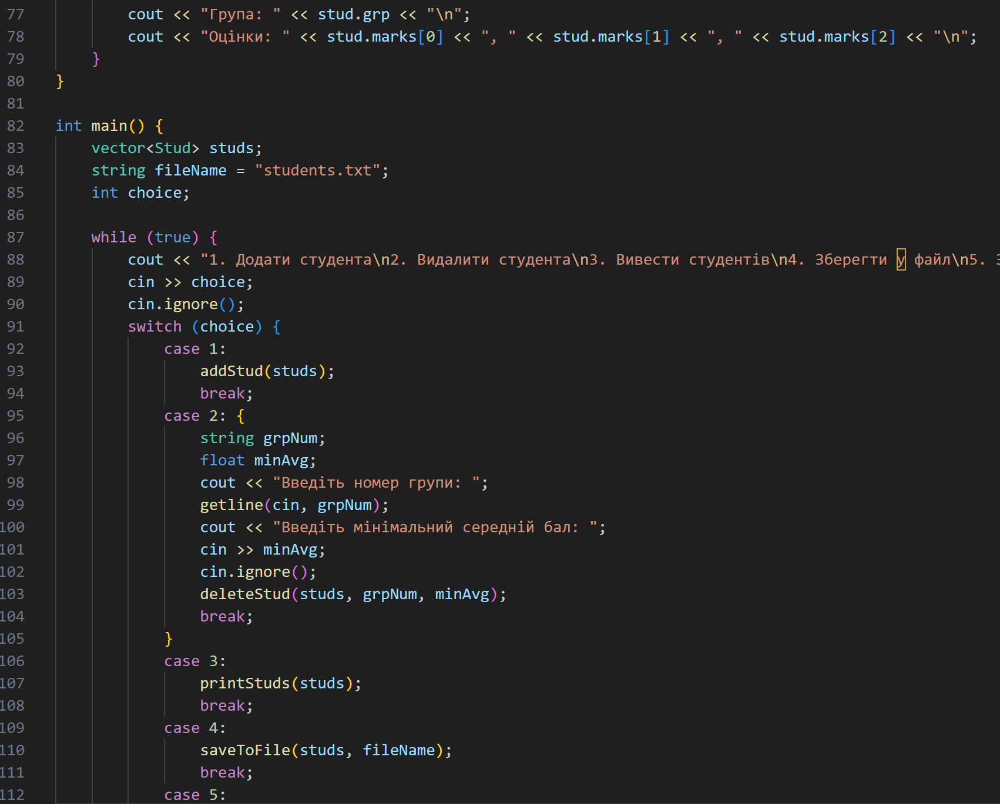 77 cout << "Група: " << stud.grp << "\n";
78 cout << "Оцінки: " << stud.marks[0] << ", " << stud.marks[1] << ", " << stud.marks[2] << "\n";
79 }
80 }
81
82 int main() {
83 vector<Stud> studs;
84 string fileName = "students.txt";
85 int choice;
86
87 while (true) {
88 cout << "1. Додати студента\n2. Видалити студента\n3. Вивести студентів\n4. Зберегти у файл\n5.
89 cin >> choice;
90 cin.ignore();
91 switch (choice) {
92 case 1:
93 addStud(studs);
94 break;
95 case 2: {
96 string grpNum;
97 float minAvg;
98 cout << "Введіть номер групи: ";
99 getline(cin, grpNum);
100 cout << "Введіть мінімальний середній бал: ";
101 cin >> minAvg;
102 cin.ignore();
103 deleteStud(studs, grpNum, minAvg);
104 break;
105 }
106 case 3:
107 printStuds(studs);
108 break;
109 case 4:
110 saveToFile(studs, fileName);
111 break;
112 case 5: